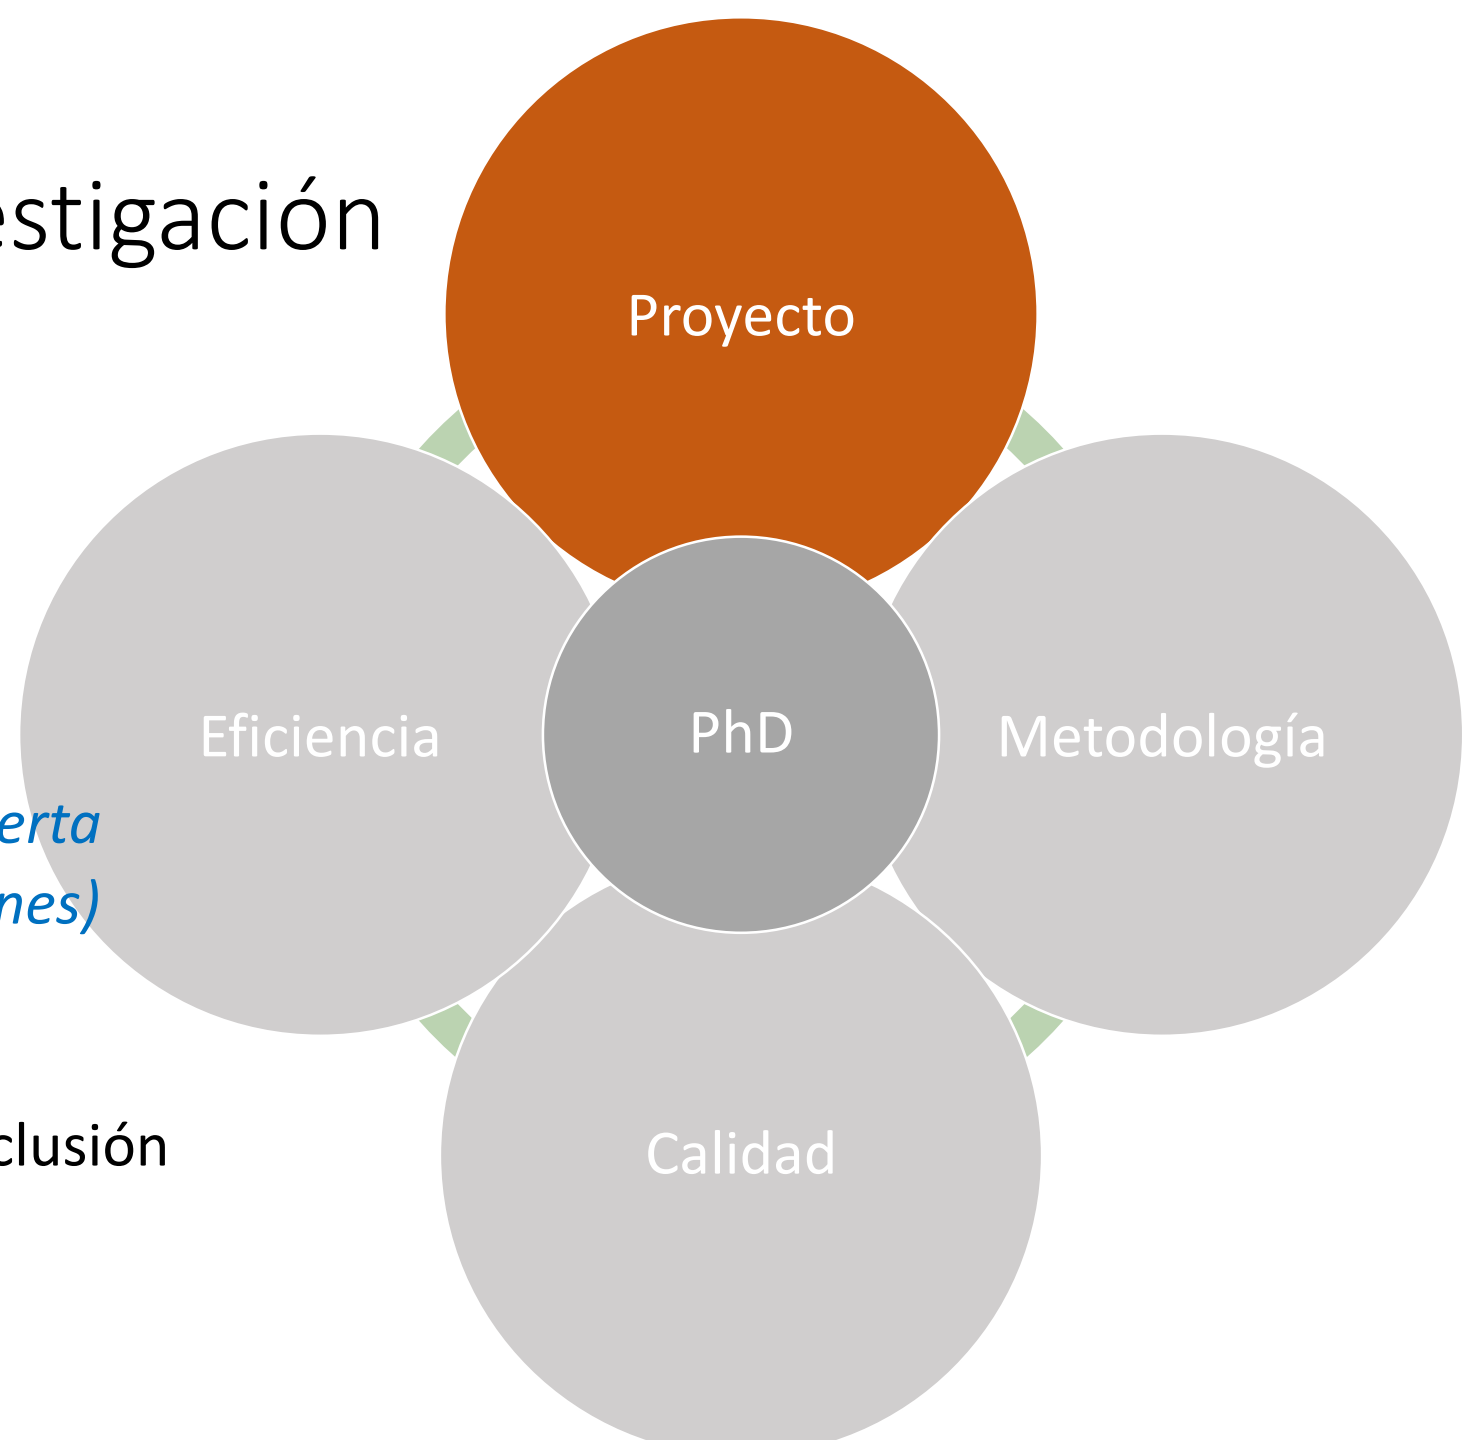 estigación
Proyecto
Eficiencia
PhD
Metodología
erta
nes)
clusión
Calidad